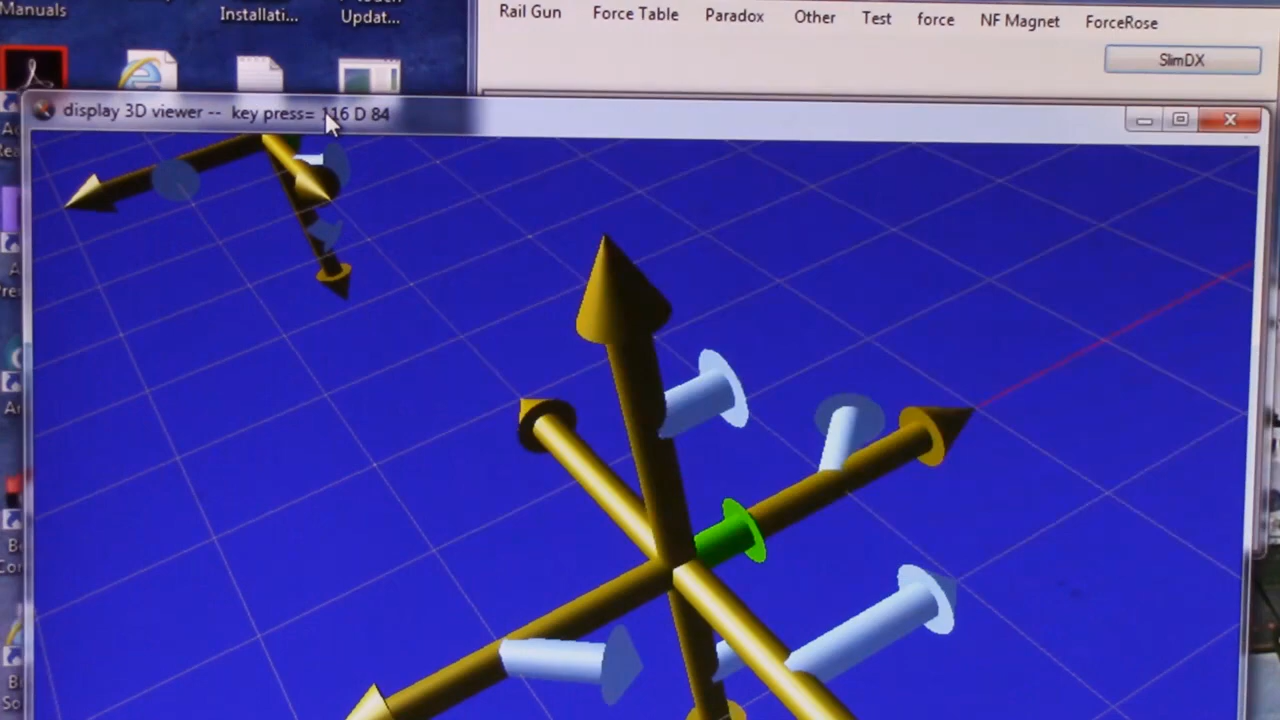 Manuals
Installati...
Updat...
Rail Gun Force Table Paradox Other Test force NF Magnet ForceRose
SlimDX
display 3D viewer -- key press= 116 D 84